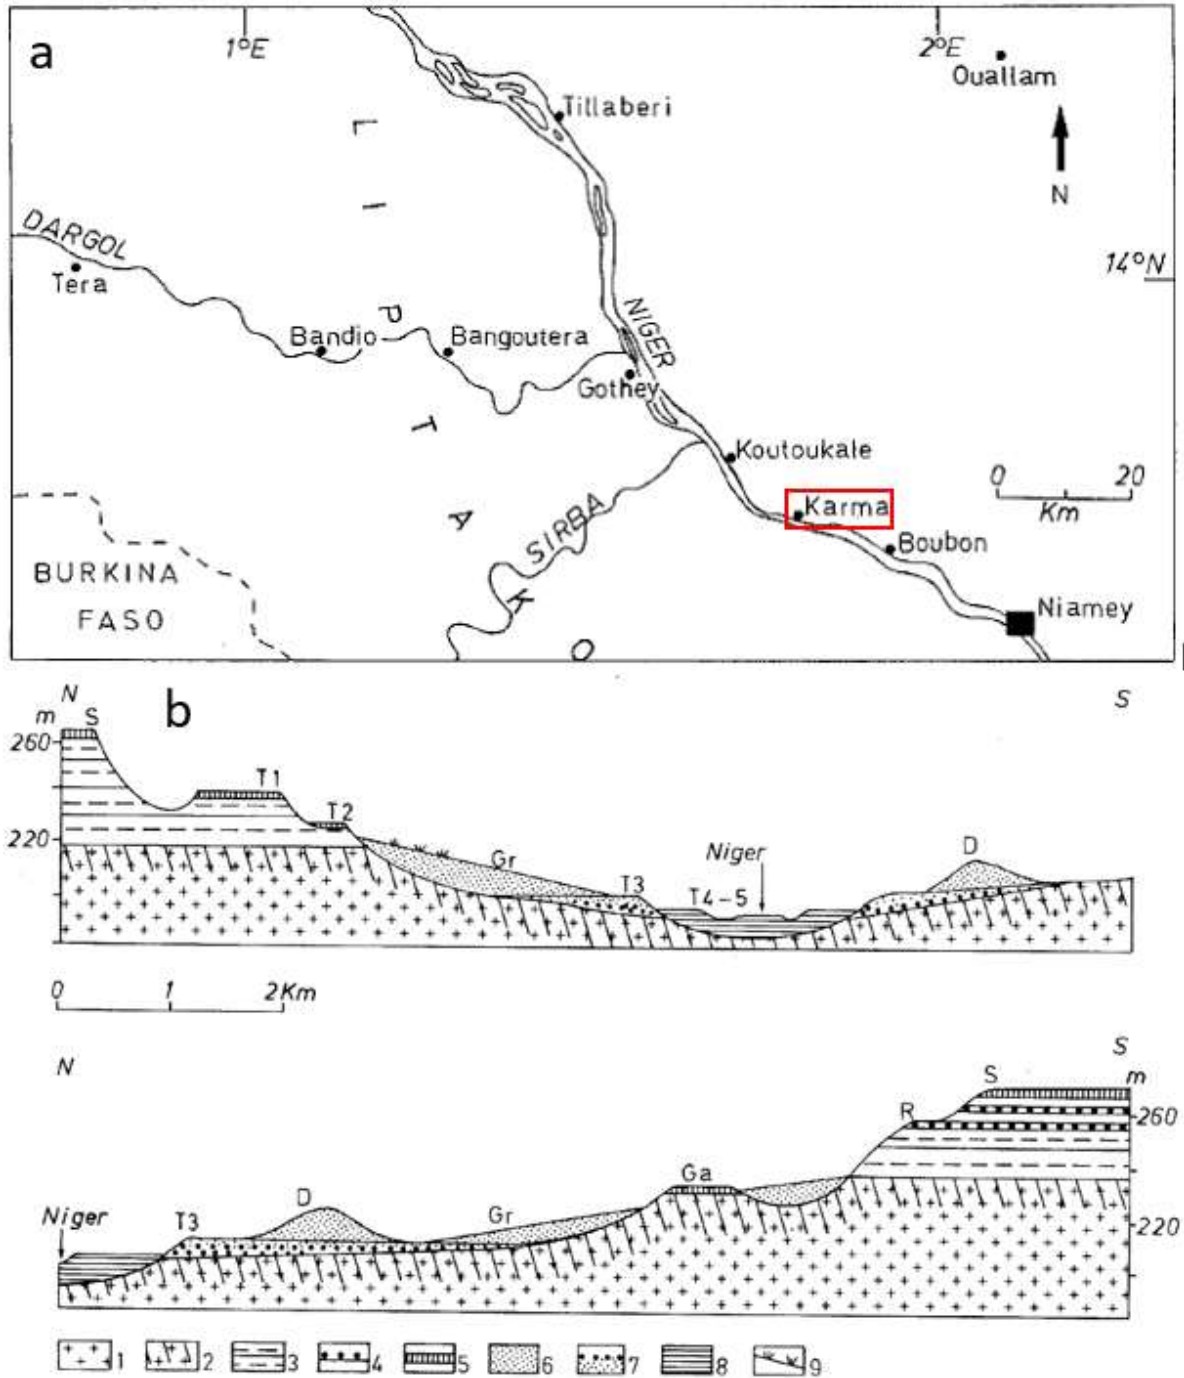 a
1°E
2°E
Ouallam
Tillaberi
N
LIPTAKO
DARGOL
Tera
14°N
Bandio
Bangoutera
NIGER
Gothey
Koutoukale
0 20
Km
Karma
SIRBA
Boubon
BURKINA
FASO
Niamey
b
N S
m S
260
T1
T2
220
Gr
Niger
D
T3
T4-5
0 1 2Km
N S
S m
R
260
Ga
D
Niger
T3
Gr
220
1 2 3 4 5 6 7 8 9